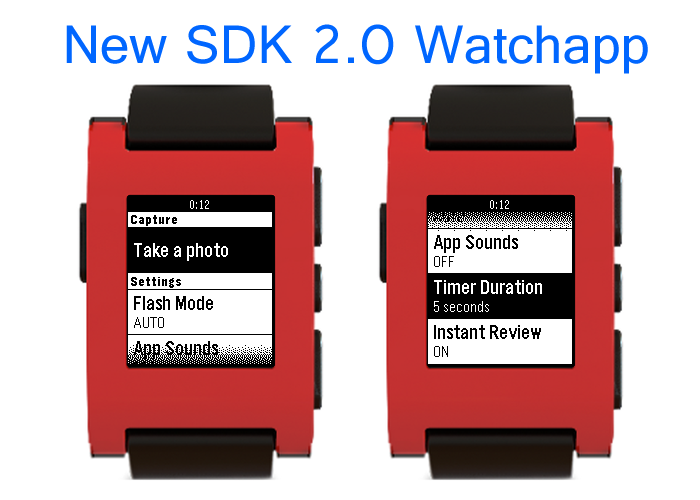 New SDK 2.0 Watchapp
0:12
Capture
Take a photo
Settings
Flash Mode
AUTO
App Sounds
0:12
App Sounds
OFF
Timer Duration
5 seconds
Instant Review
ON